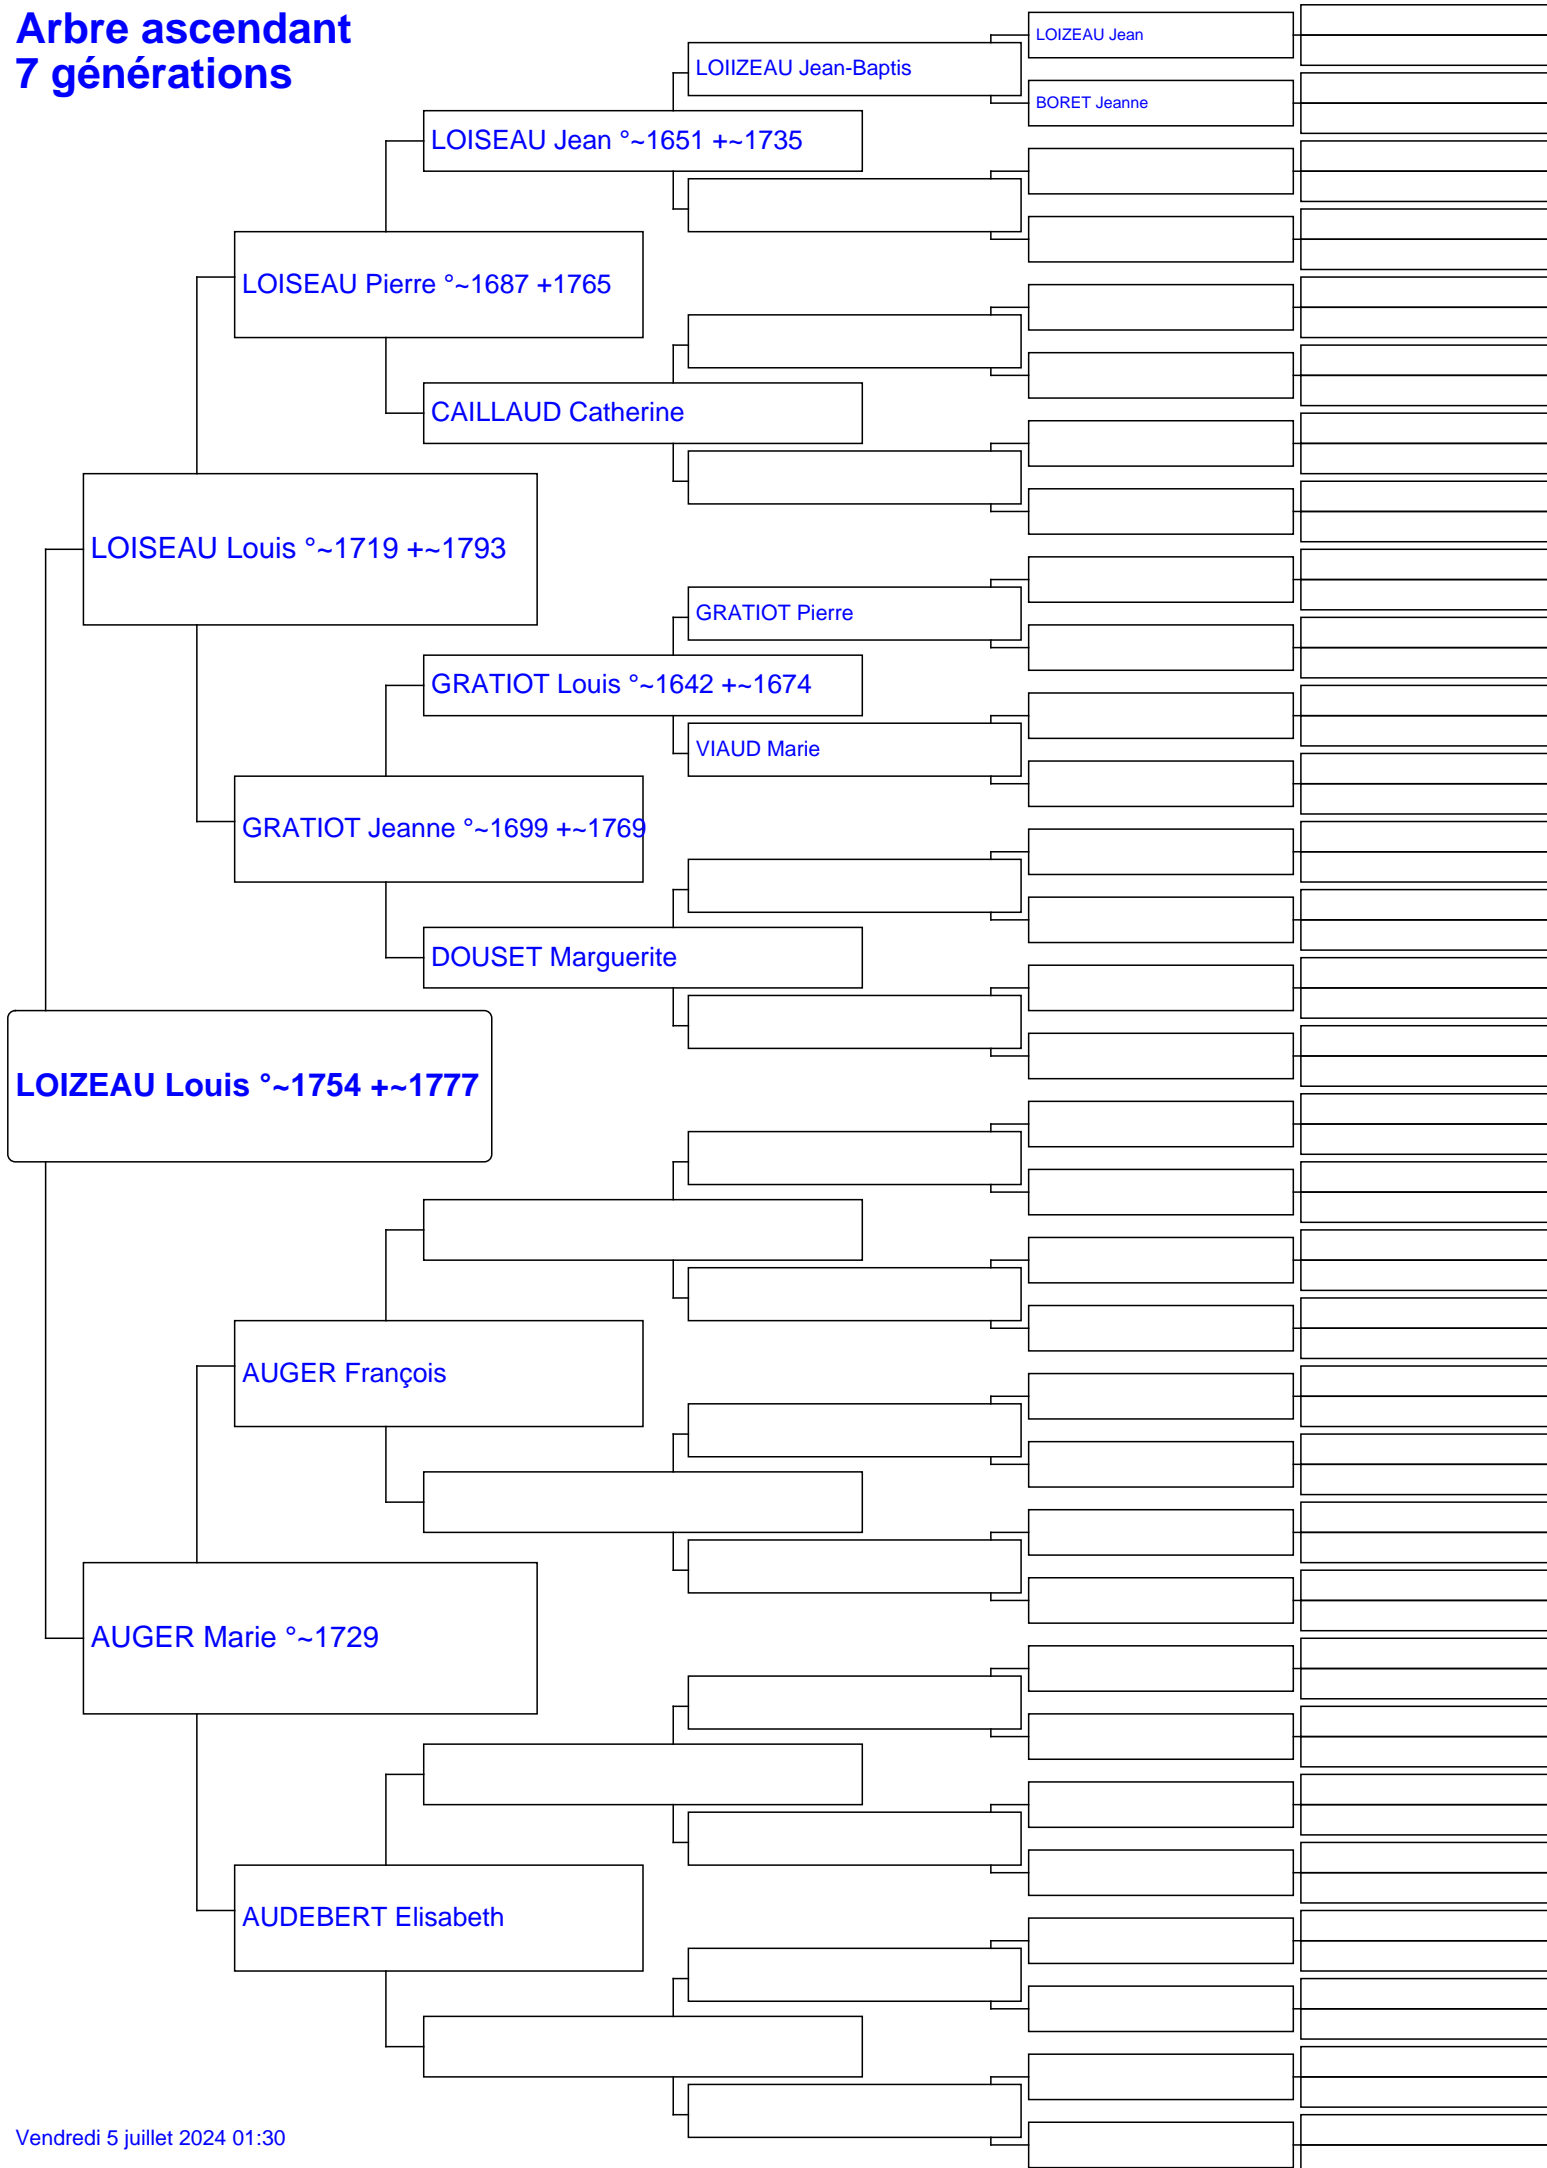 Arbre ascendant
7 générations
LOIZEAU Jean
LOIIZEAU Jean-Baptis
BORET Jeanne
LOISEAU Jean °~1651 +~1735
LOISEAU Pierre °~1687 +1765
CAILLAUD Catherine
LOISEAU Louis °~1719 +~1793
GRATIOT Pierre
GRATIOT Louis °~1642 +~1674
VIAUD Marie
GRATIOT Jeanne °~1699 +~1769
DOUSET Marguerite
LOIZEAU Louis °~1754 +~1777
AUGER François
AUGER Marie °~1729
AUDEBERT Elisabeth
Vendredi 5 juillet 2024 01:30